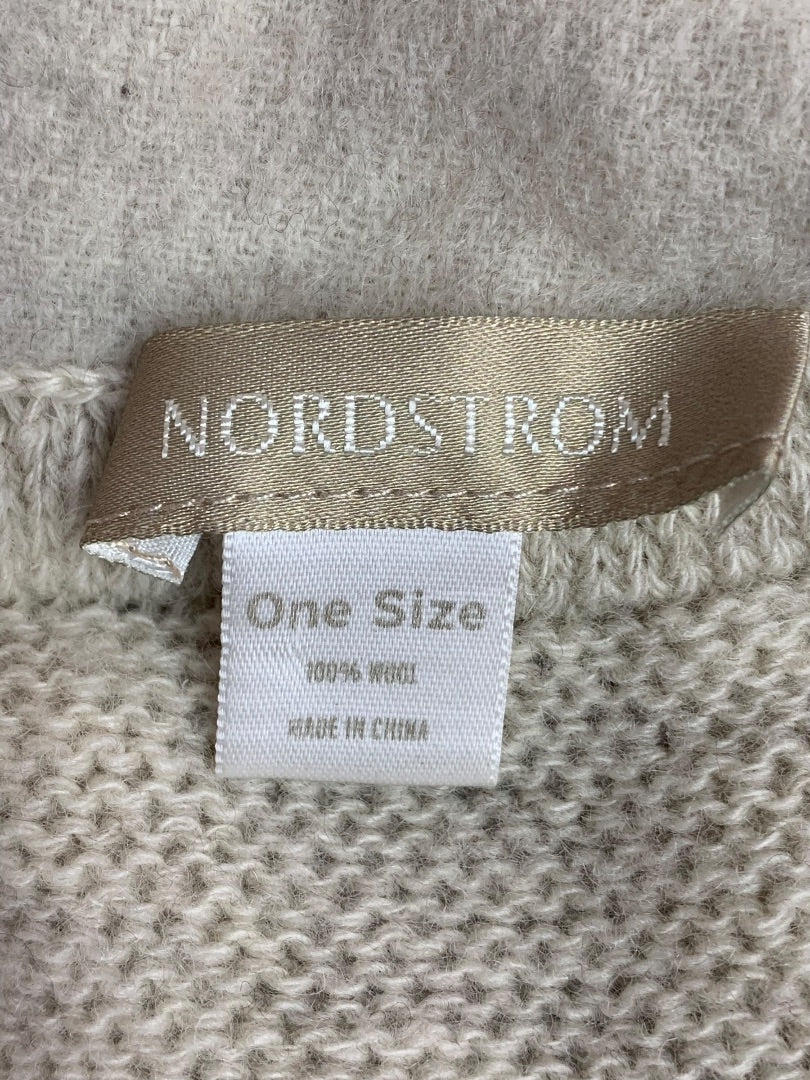 NORDSTROM
One Size
100% WOOL
MADE IN CHINA